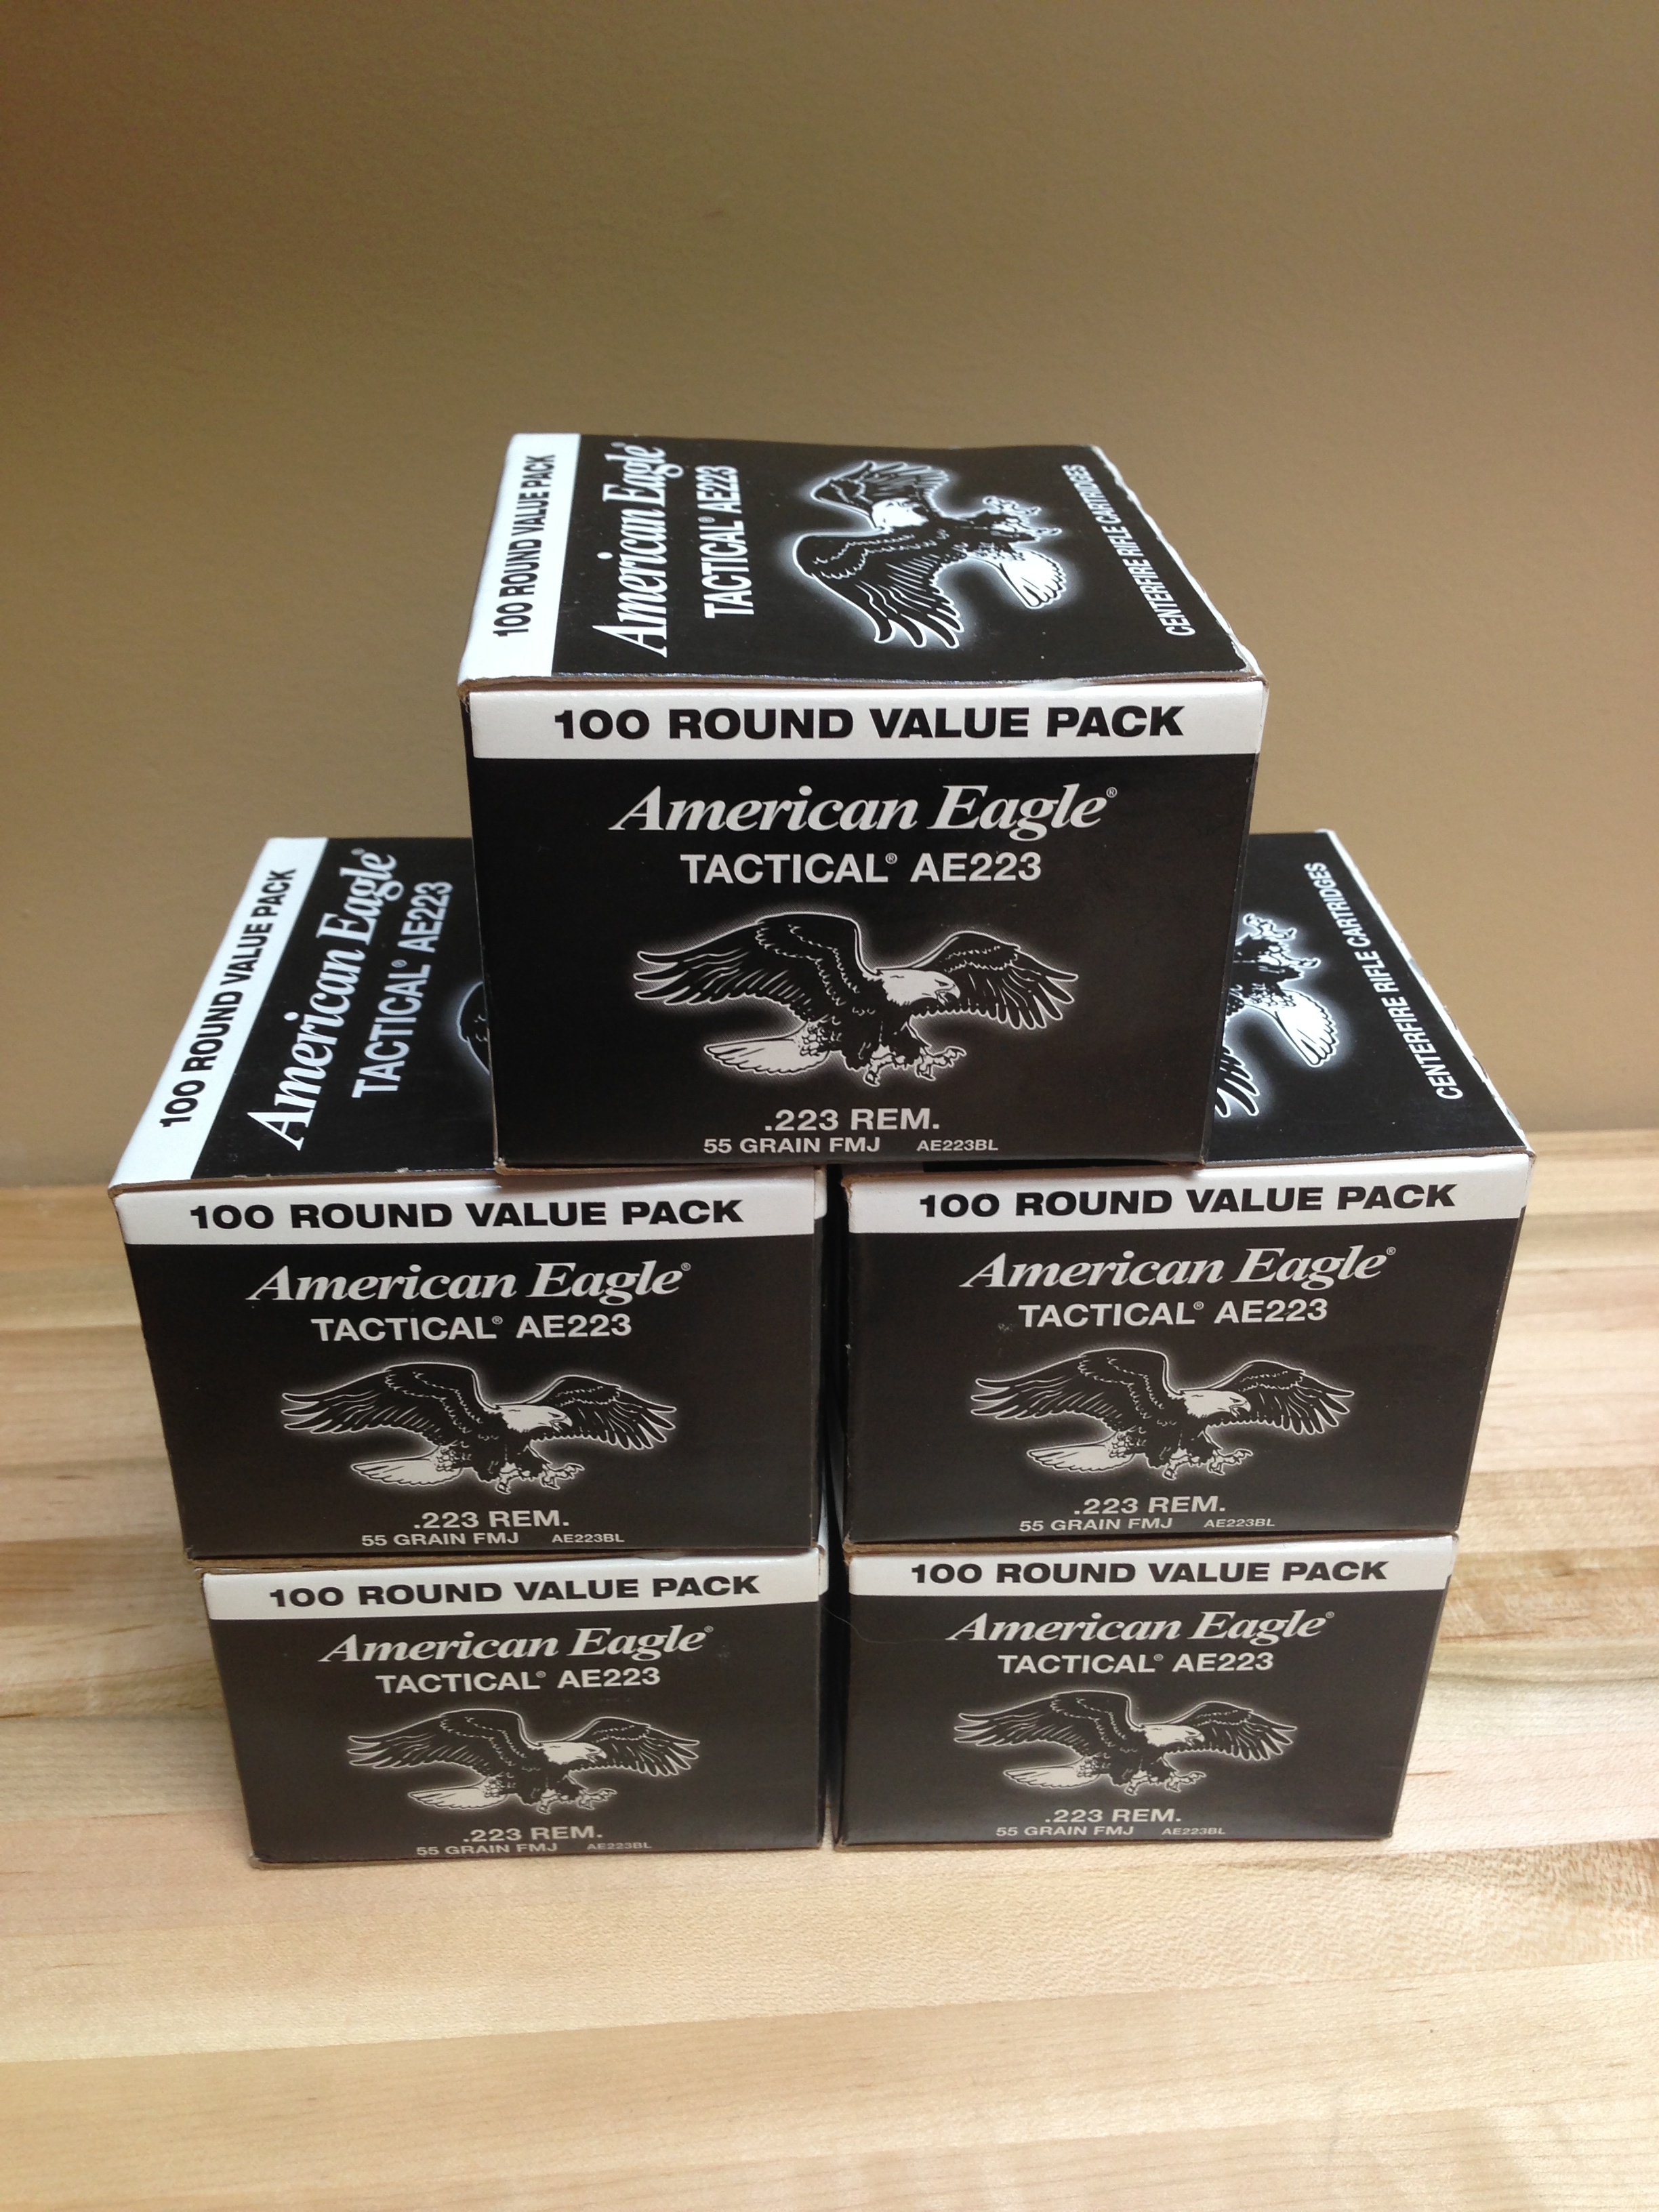 100 ROUND VALUE PACK
American Eagle®
TACTICAL® AE223
CENTERFIRE RIFLE CARTRIDGES
100 ROUND VALUE PACK
American Eagle®
TACTICAL® AE223
.223 REM.
55 GRAIN FMJ AE223BL
100 ROUND VALUE PACK
American Eagle®
TACTICAL® AE223
CENTERFIRE RIFLE CARTRIDGES
100 ROUND VALUE PACK
American Eagle®
TACTICAL® AE223
.223 REM.
55 GRAIN FMJ AE223BL
100 ROUND VALUE PACK
American Eagle®
TACTICAL® AE223
.223 REM.
55 GRAIN FMJ AE223BL
100 ROUND VALUE PACK
American Eagle®
TACTICAL® AE223
.223 REM.
55 GRAIN FMJ AE223BL
100 ROUND VALUE PACK
American Eagle®
TACTICAL® AE223
.223 REM.
55 GRAIN FMJ AE223BL